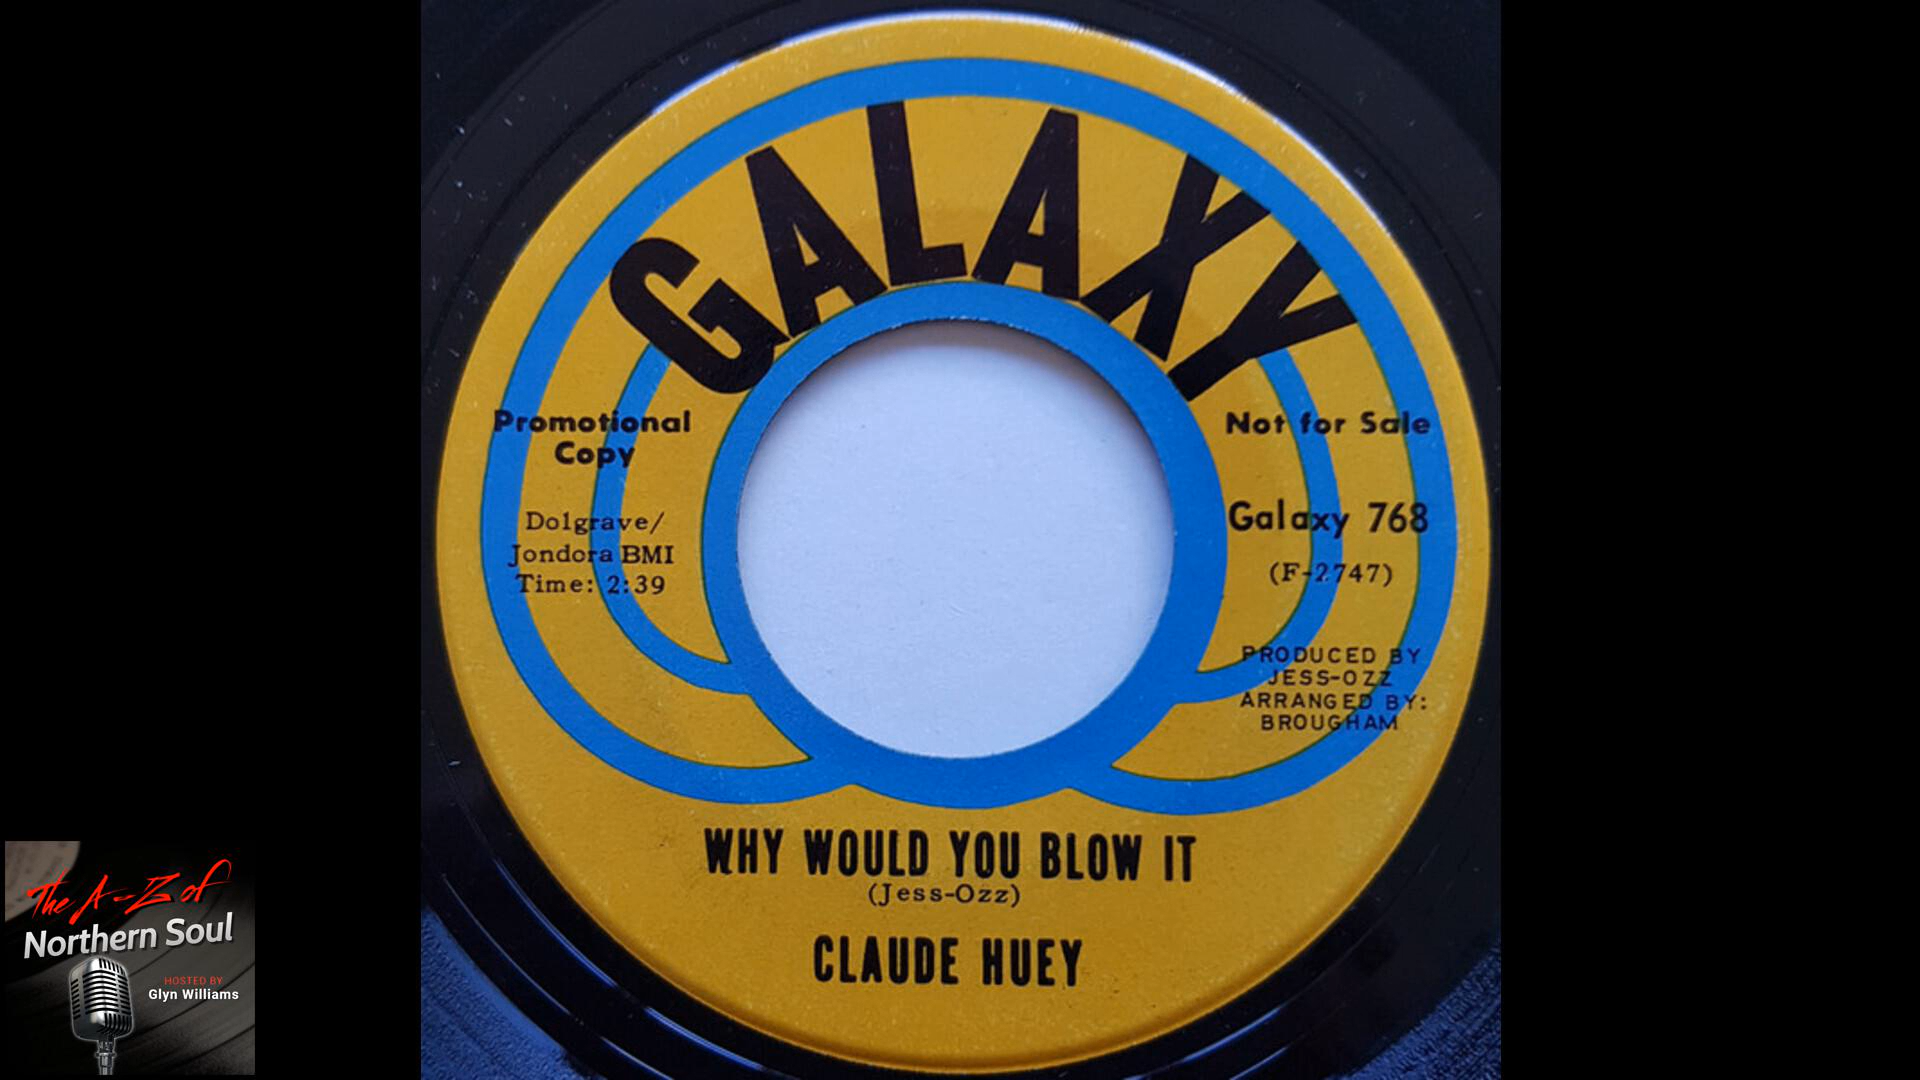 GALAXY
Promotional
Copy
Not for Sale
Dolgrave/
Jondora BMI
Time: 2:39
Galaxy 768
(F-2747)
PRODUCED BY
JESS-OZZ
ARRANGED BY:
BROUGHAM
WHY WOULD YOU BLOW IT
(Jess-Ozz)
CLAUDE HUEY
The A-Z of
Northern Soul
HOSTED BY
Glyn Williams